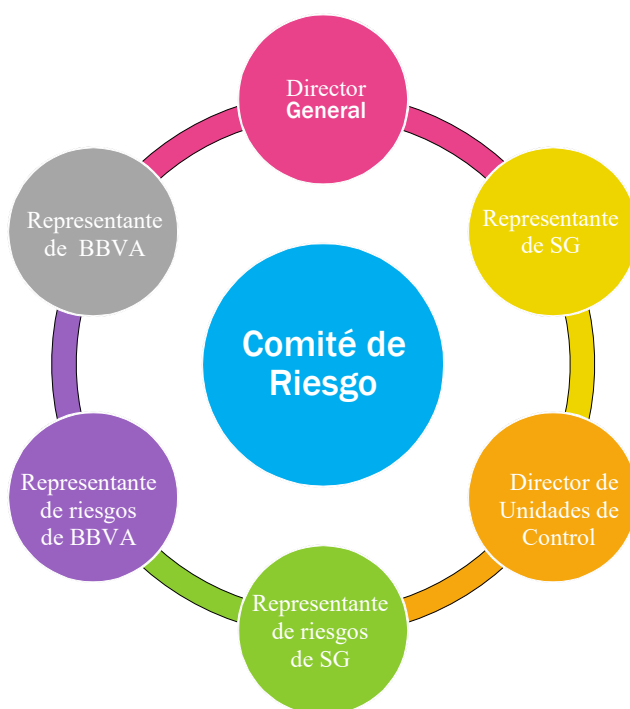 Director
General
Representante
de BBVA
Representante
de SG
Comité de
Riesgo
Representante
de riesgos
de BBVA
Director de
Unidades de
Control
Representante
de riesgos
de SG